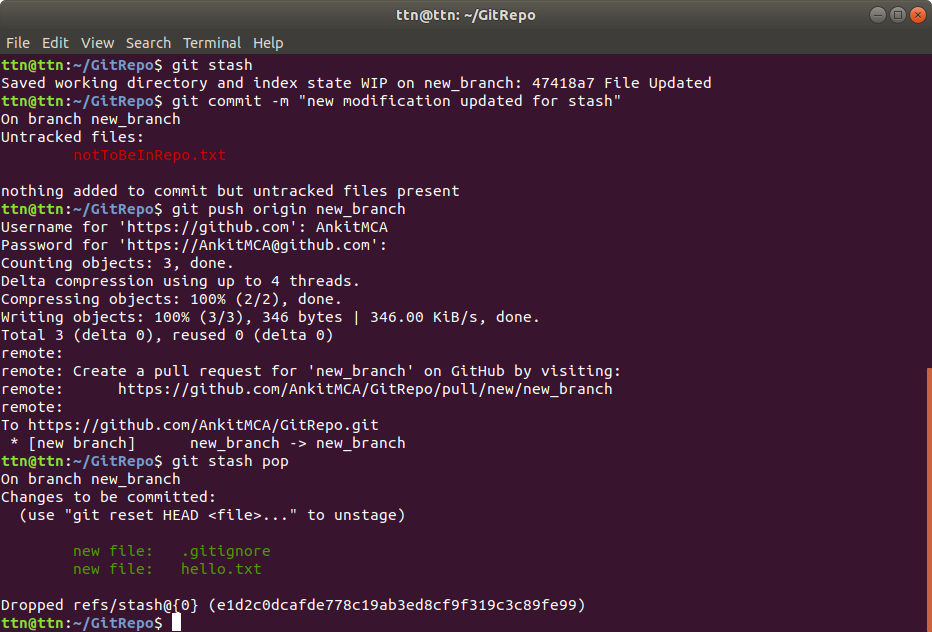 ttn@ttn: ~/GitRepo
File Edit View Search Terminal Help
ttn@ttn:~/GitRepo$ git stash
Saved working directory and index state WIP on new_branch: 47418a7 File Updated
ttn@ttn:~/GitRepo$ git commit -m "new modification updated for stash"
On branch new_branch
Untracked files:
        notToBeInRepo.txt
nothing added to commit but untracked files present
ttn@ttn:~/GitRepo$ git push origin new_branch
Username for 'https://github.com': AnkitMCA
Password for 'https://AnkitMCA@github.com':
Counting objects: 3, done.
Delta compression using up to 4 threads.
Compressing objects: 100% (2/2), done.
Writing objects: 100% (3/3), 346 bytes | 346.00 KiB/s, done.
Total 3 (delta 0), reused 0 (delta 0)
remote:
remote: Create a pull request for 'new_branch' on GitHub by visiting:
remote:      https://github.com/AnkitMCA/GitRepo/pull/new/new_branch
remote:
To https://github.com/AnkitMCA/GitRepo.git
 * [new branch]      new_branch -> new_branch
ttn@ttn:~/GitRepo$ git stash pop
On branch new_branch
Changes to be committed:
  (use "git reset HEAD <file>..." to unstage)
        new file:   .gitignore
        new file:   hello.txt
Dropped refs/stash@{0} (e1d2c0dcafde778c19ab3ed8cf9f319c3c89fe99)
ttn@ttn:~/GitRepo$